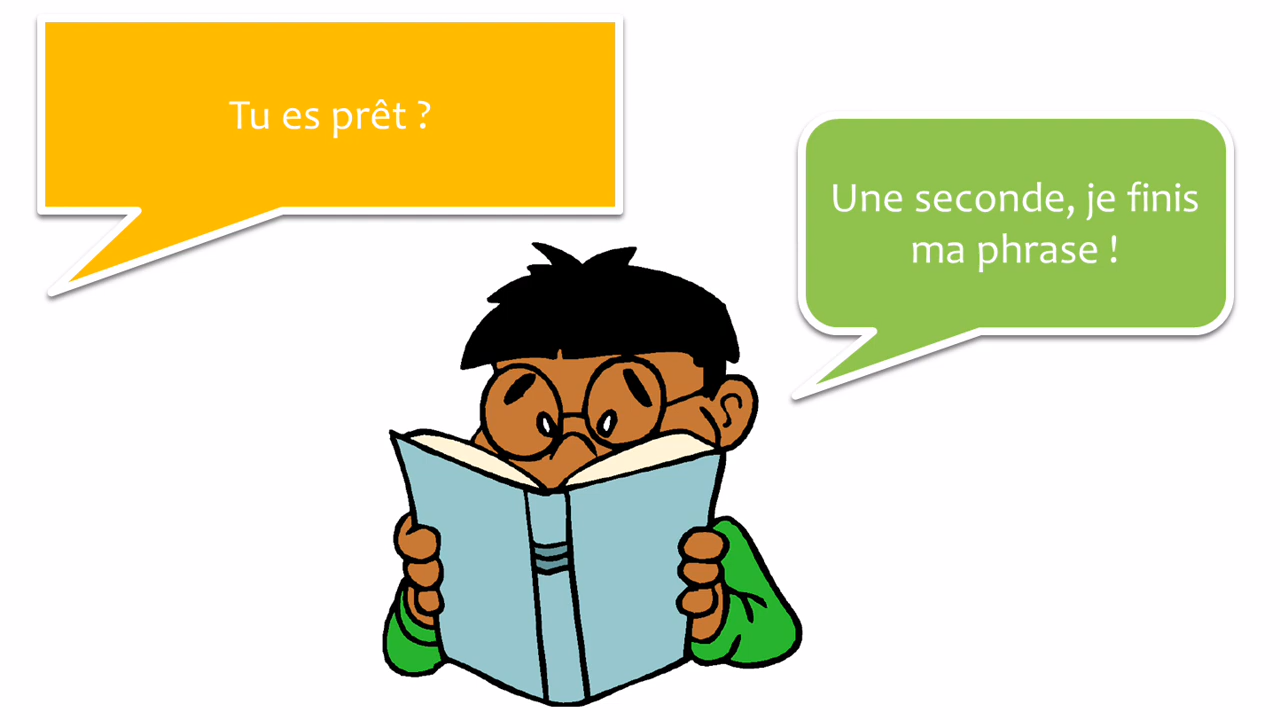 Tu es prêt ?
Une seconde, je finis
ma phrase !